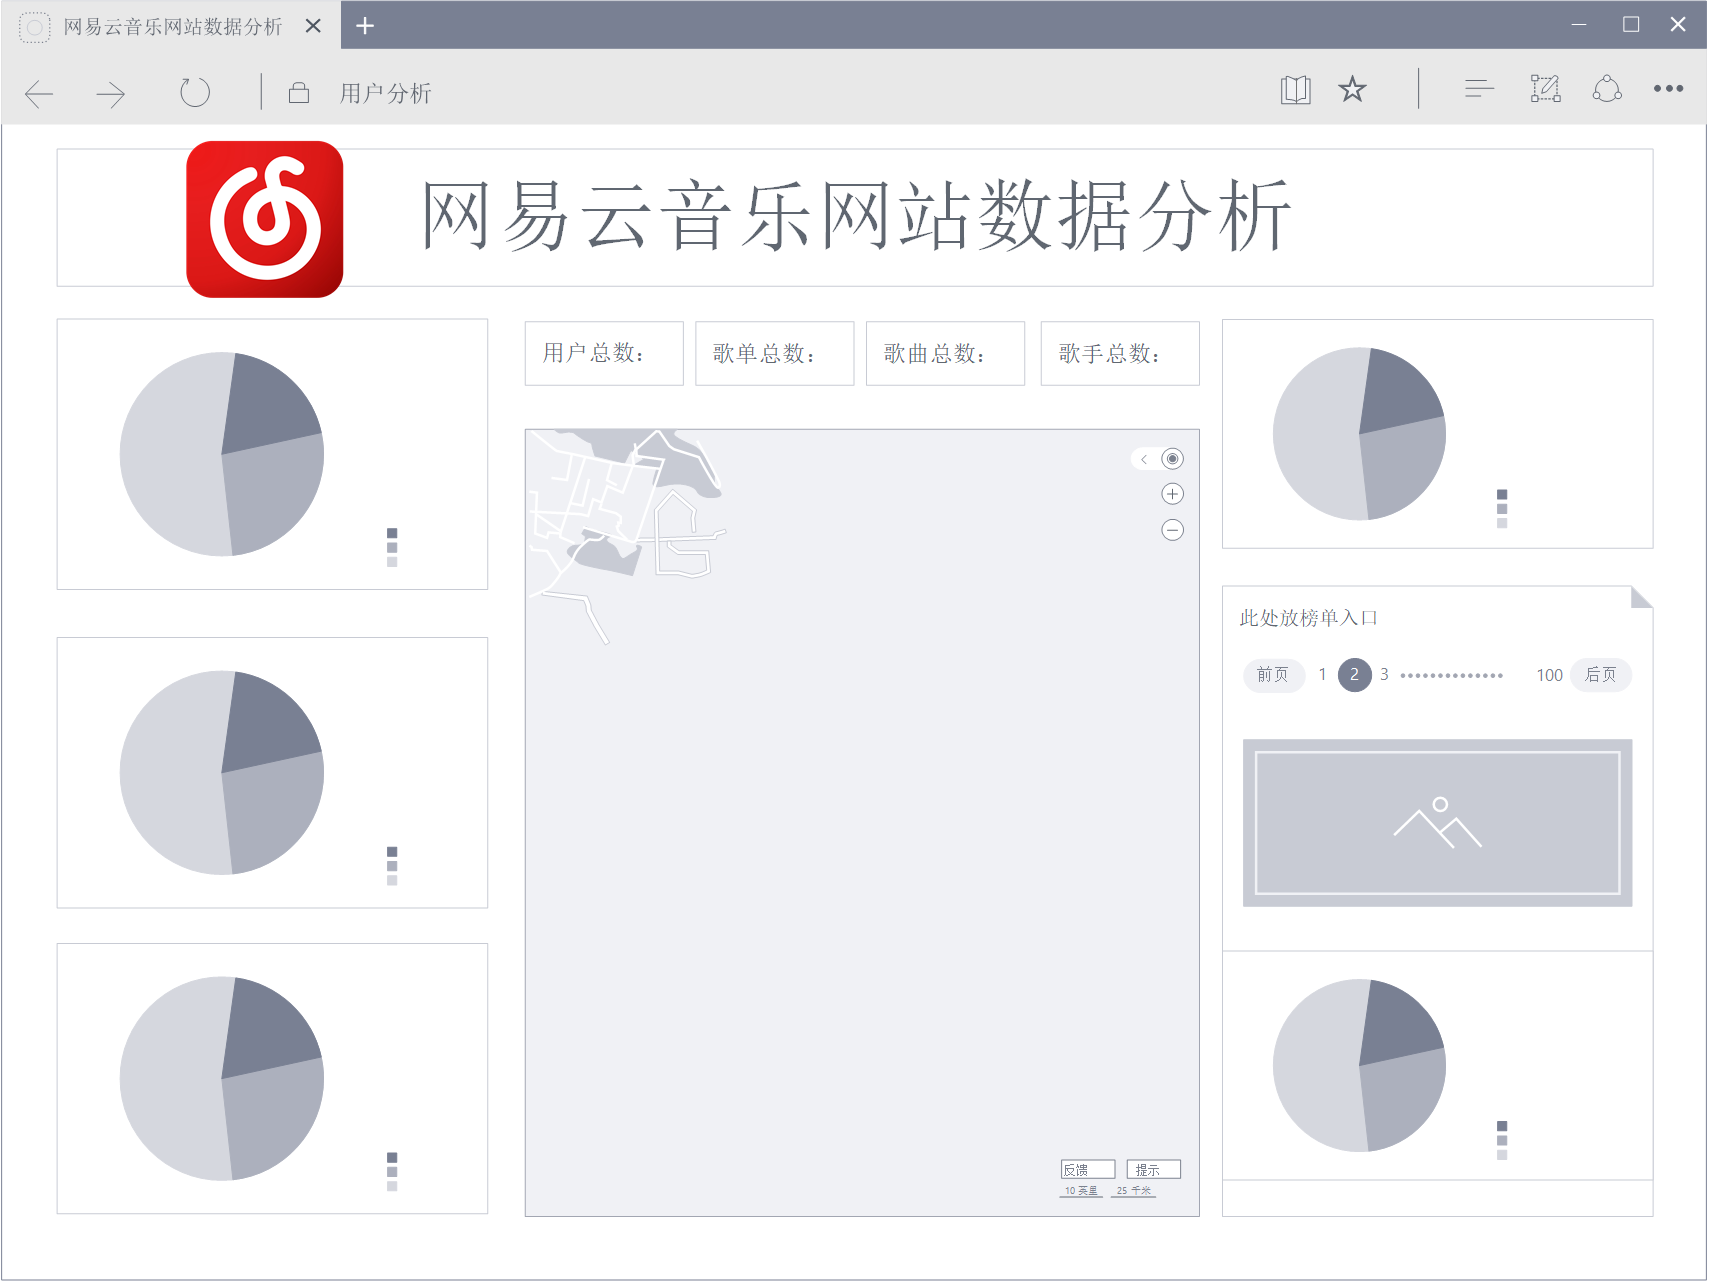 网易云音乐网站数据分析
用户分析
网易云音乐网站数据分析
用户总数：
歌单总数：
歌曲总数：
歌手总数：
此处放榜单入口
前页 1 2 3 100 后页
反馈 提示
10 英里 25 千米